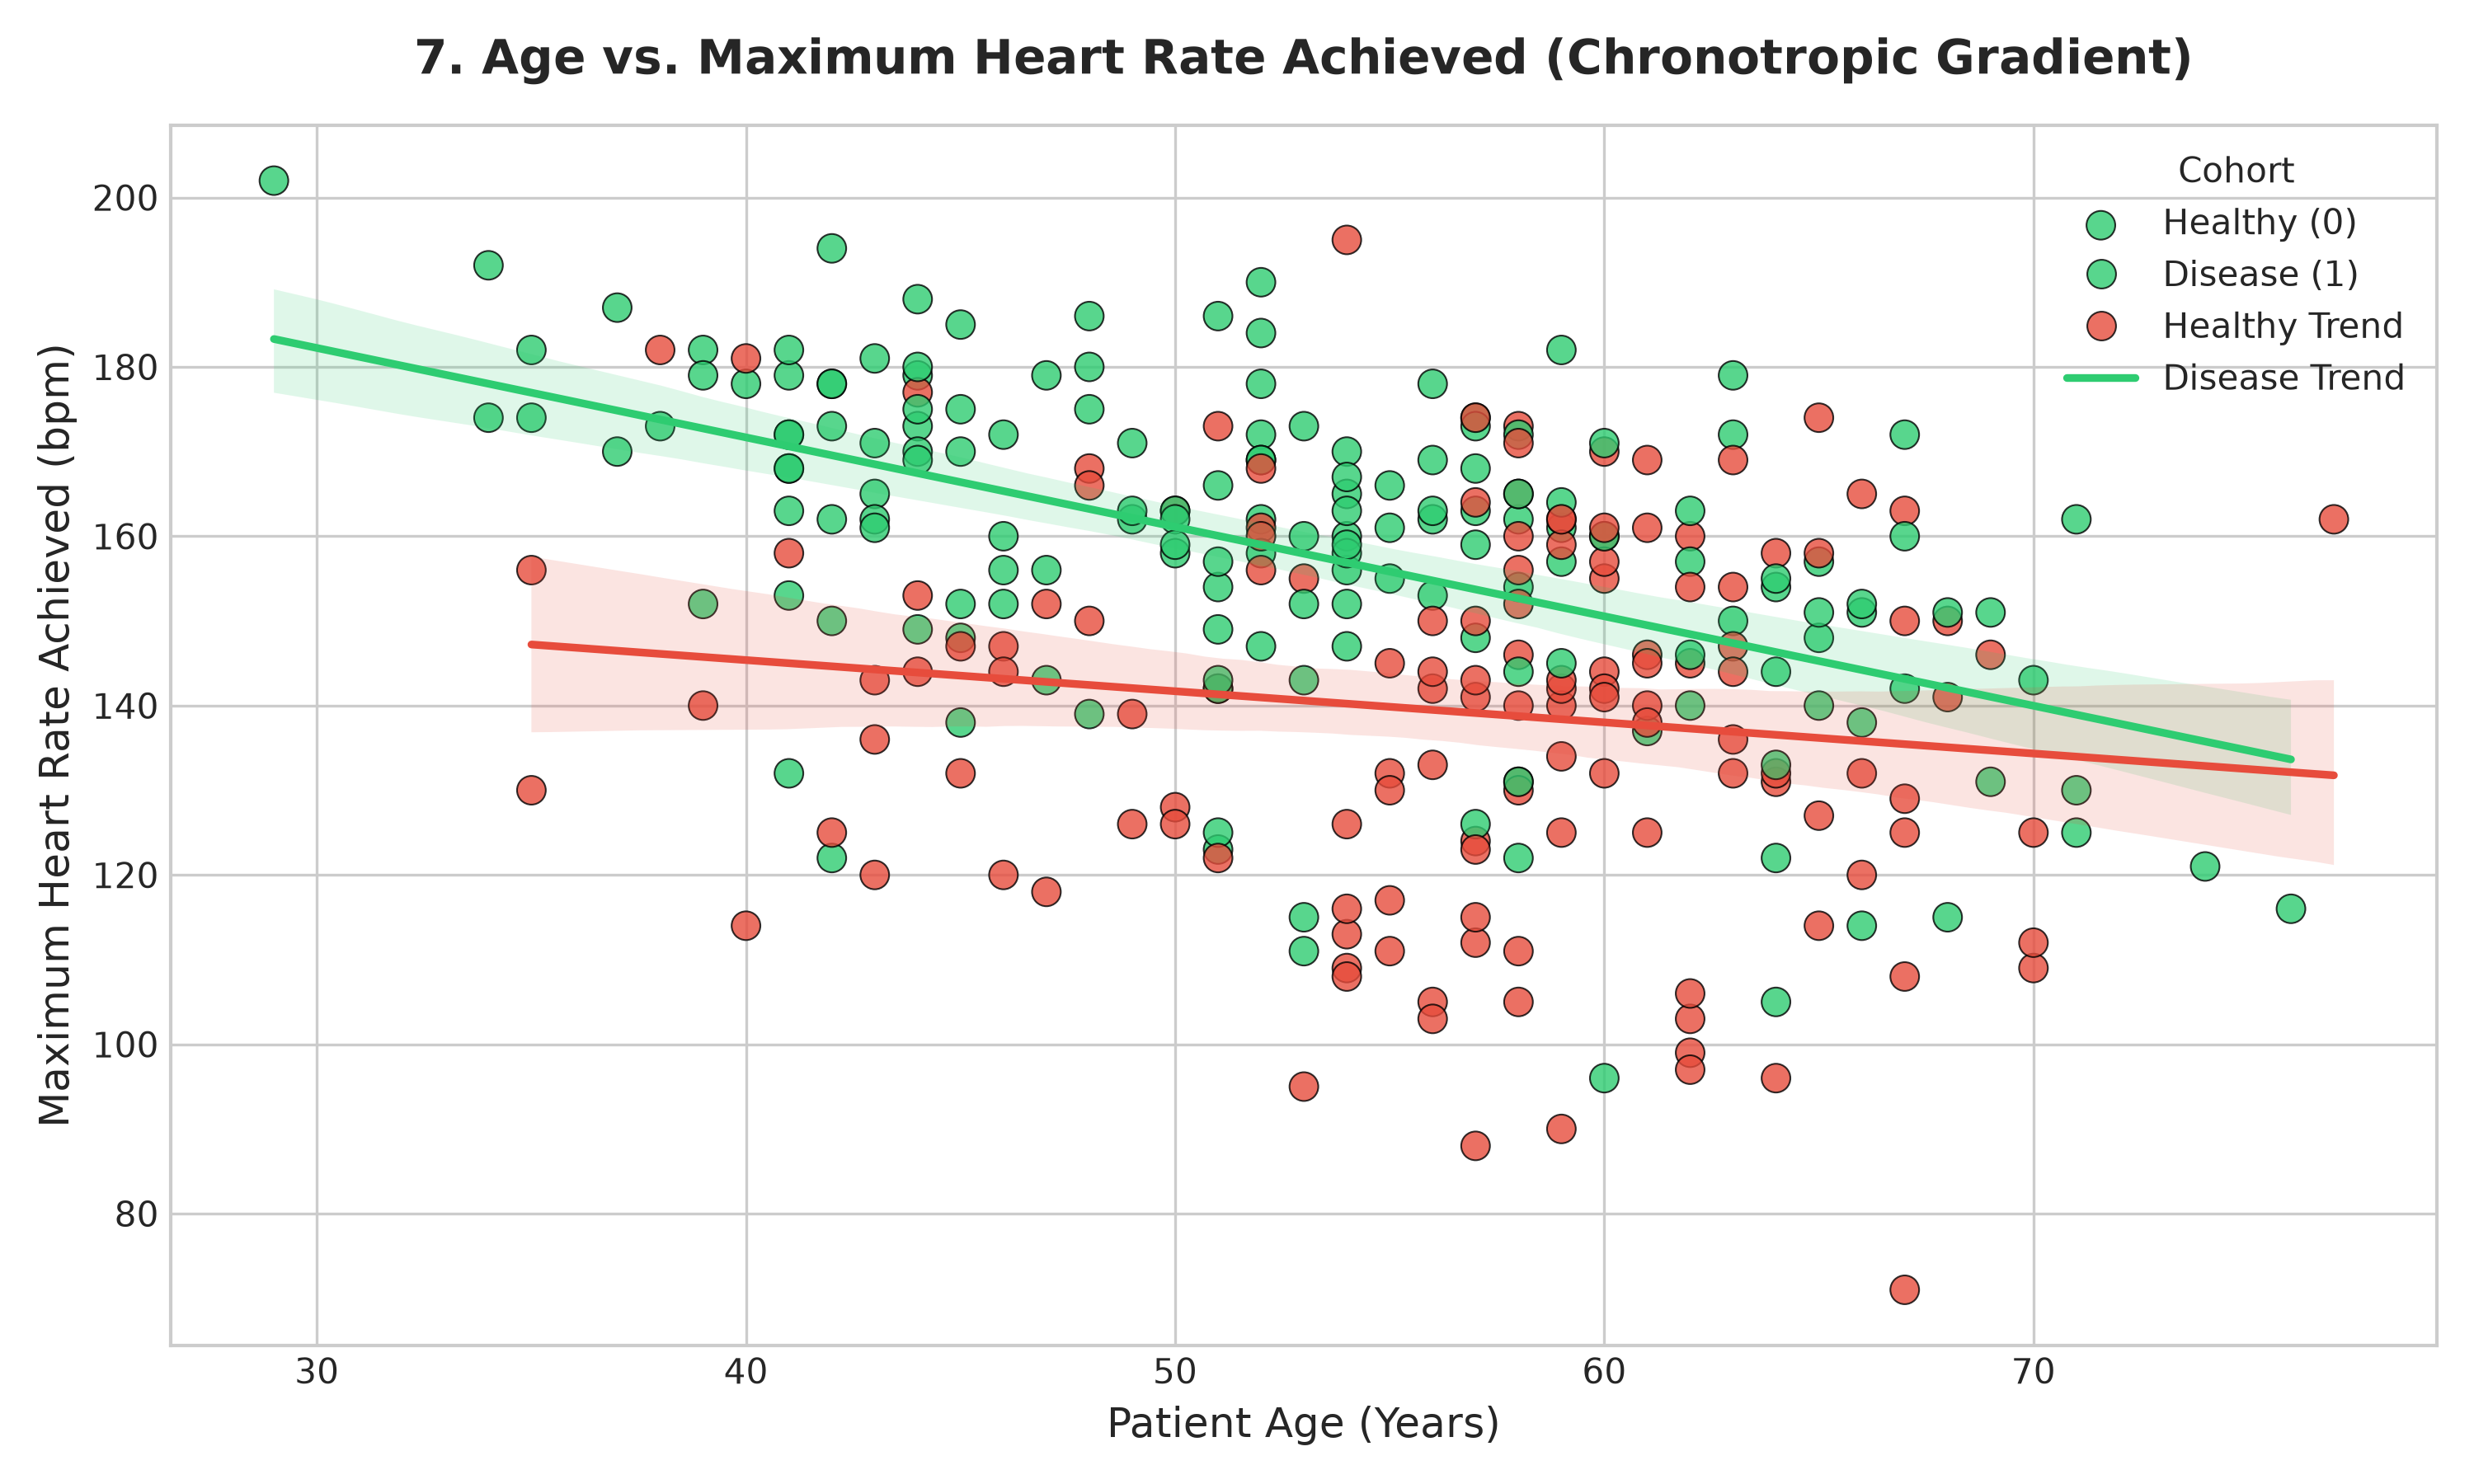 7. Age vs. Maximum Heart Rate Achieved (Chronotropic Gradient)
Maximum Heart Rate Achieved (bpm)
200
180
160
140
120
100
80
Cohort
Healthy (0)
Disease (1)
Healthy Trend
Disease Trend
30
40
50
60
70
Patient Age (Years)